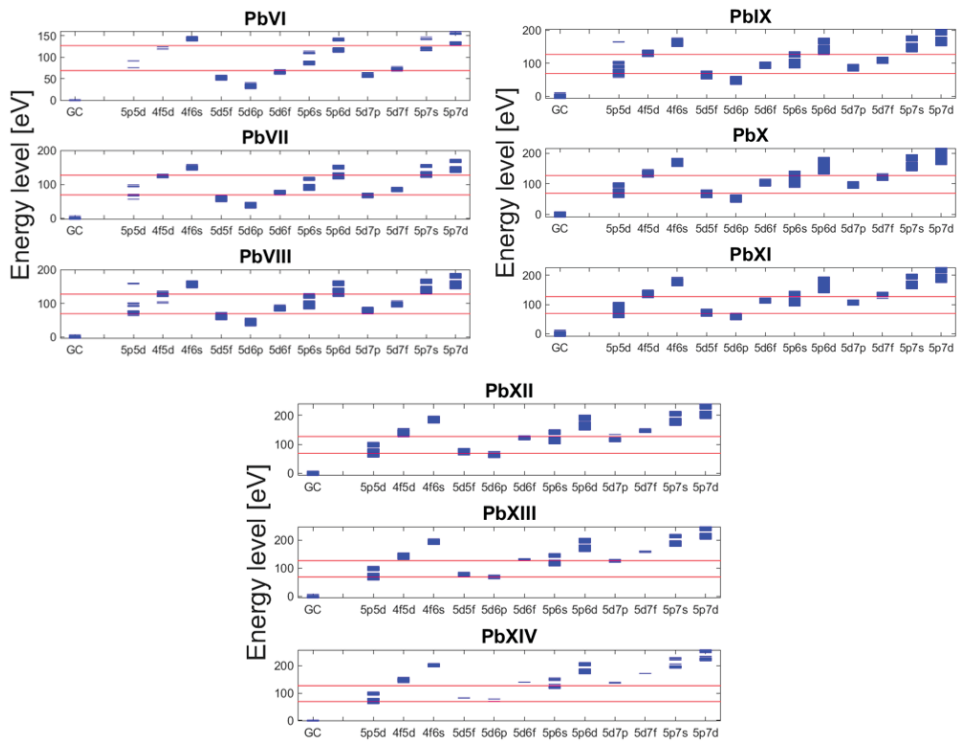 PbVI
150
100
50
0
GC 5p5d 4f5d 4f6s 5d5f 5d6p 5d6f 5p6s 5p6d 5d7p 5d7f 5p7s 5p7d
PbVII
200
100
0
GC 5p5d 4f5d 4f6s 5d5f 5d6p 5d6f 5p6s 5p6d 5d7p 5d7f 5p7s 5p7d
PbVIII
200
100
0
GC 5p5d 4f5d 4f6s 5d5f 5d6p 5d6f 5p6s 5p6d 5d7p 5d7f 5p7s 5p7d
Energy level [eV]
PbIX
200
100
0
GC 5p5d 4f5d 4f6s 5d5f 5d6p 5d6f 5p6s 5p6d 5d7p 5d7f 5p7s 5p7d
PbX
200
100
0
GC 5p5d 4f5d 4f6s 5d5f 5d6p 5d6f 5p6s 5p6d 5d7p 5d7f 5p7s 5p7d
PbXI
200
100
0
GC 5p5d 4f5d 4f6s 5d5f 5d6p 5d6f 5p6s 5p6d 5d7p 5d7f 5p7s 5p7d
Energy level [eV]
PbXII
200
100
0
GC 5p5d 4f5d 4f6s 5d5f 5d6p 5d6f 5p6s 5p6d 5d7p 5d7f 5p7s 5p7d
PbXIII
200
100
0
GC 5p5d 4f5d 4f6s 5d5f 5d6p 5d6f 5p6s 5p6d 5d7p 5d7f 5p7s 5p7d
PbXIV
200
100
0
GC 5p5d 4f5d 4f6s 5d5f 5d6p 5d6f 5p6s 5p6d 5d7p 5d7f 5p7s 5p7d
Energy level [eV]